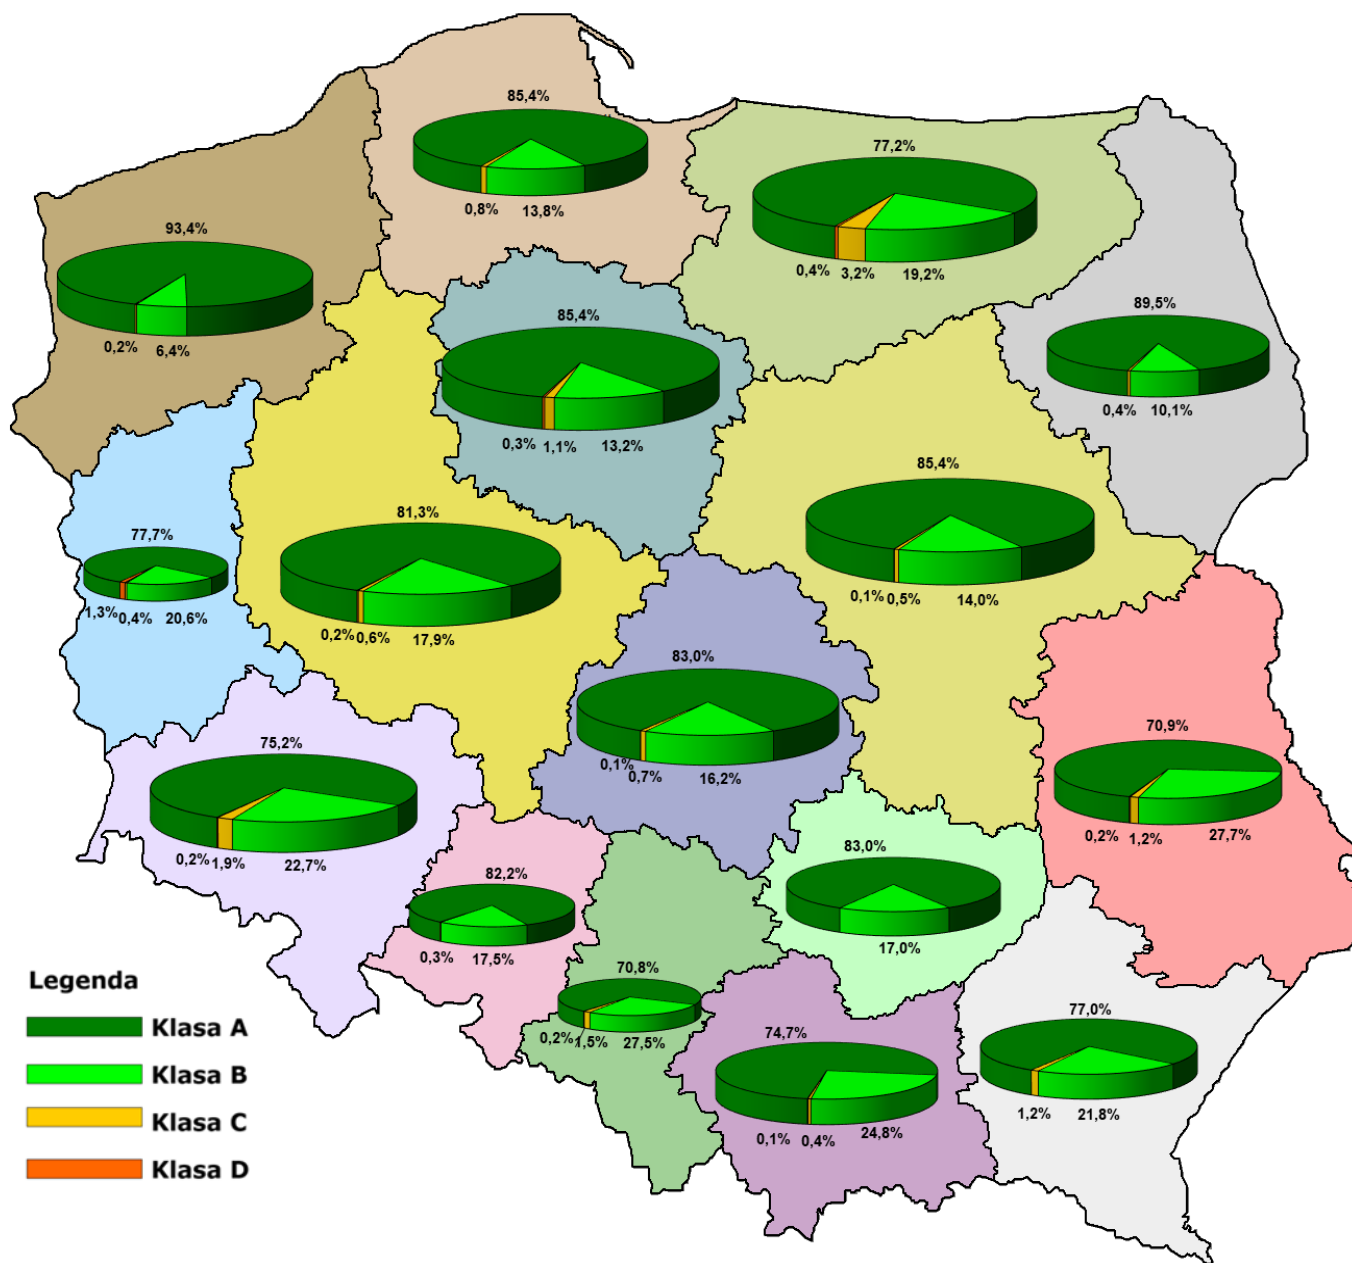 85,4%
0,8% 13,8%
77,2%
0,4% 3,2% 19,2%
93,4%
0,2% 6,4%
89,5%
0,4% 10,1%
85,4%
0,3% 1,1% 13,2%
85,4%
0,1% 0,5% 14,0%
81,3%
0,2% 0,6% 17,9%
77,7%
1,3% 0,4% 20,6%
83,0%
0,1% 0,7% 16,2%
70,9%
0,2% 1,2% 27,7%
75,2%
0,2% 1,9% 22,7%
83,0%
17,0%
82,2%
0,3% 17,5%
70,8%
0,2% 1,5% 27,5%
74,7%
0,1% 0,4% 24,8%
77,0%
1,2% 21,8%
Legenda
Klasa A
Klasa B
Klasa C
Klasa D